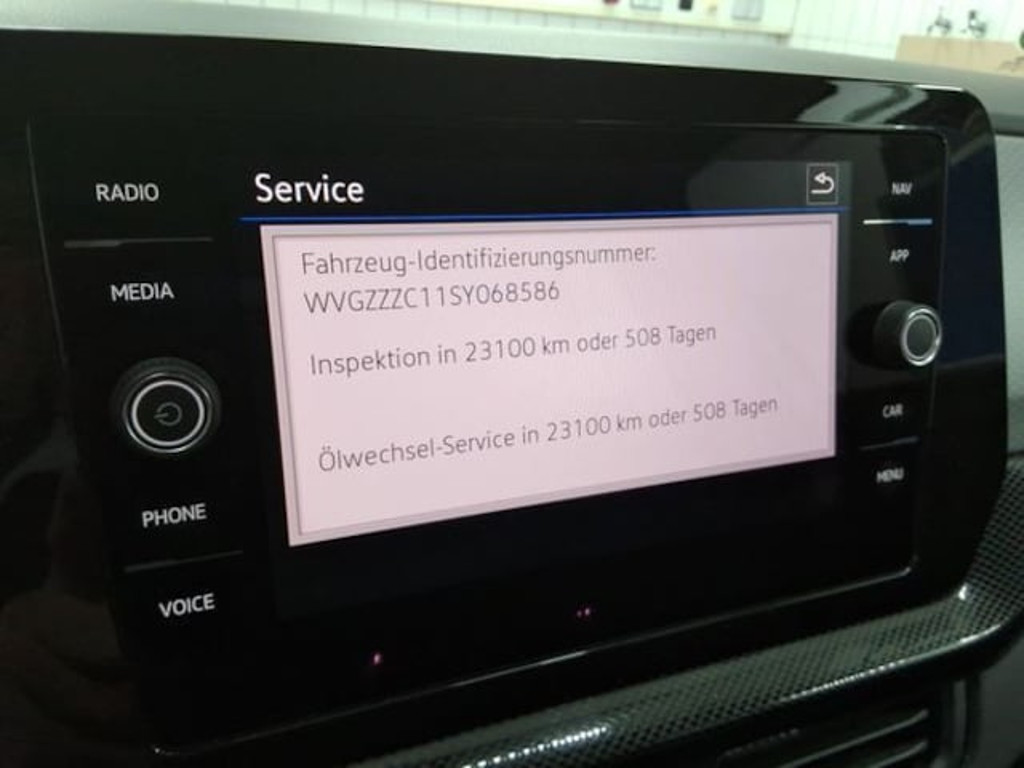 Service
Fahrzeug-Identifizierungsnummer:
WVGZZZC11SY068586
Inspektion in 23100 km oder 508 Tagen
Ölwechsel-Service in 23100 km oder 508 Tagen
RADIO
MEDIA
PHONE
VOICE
NAV
APP
CAR
MENU